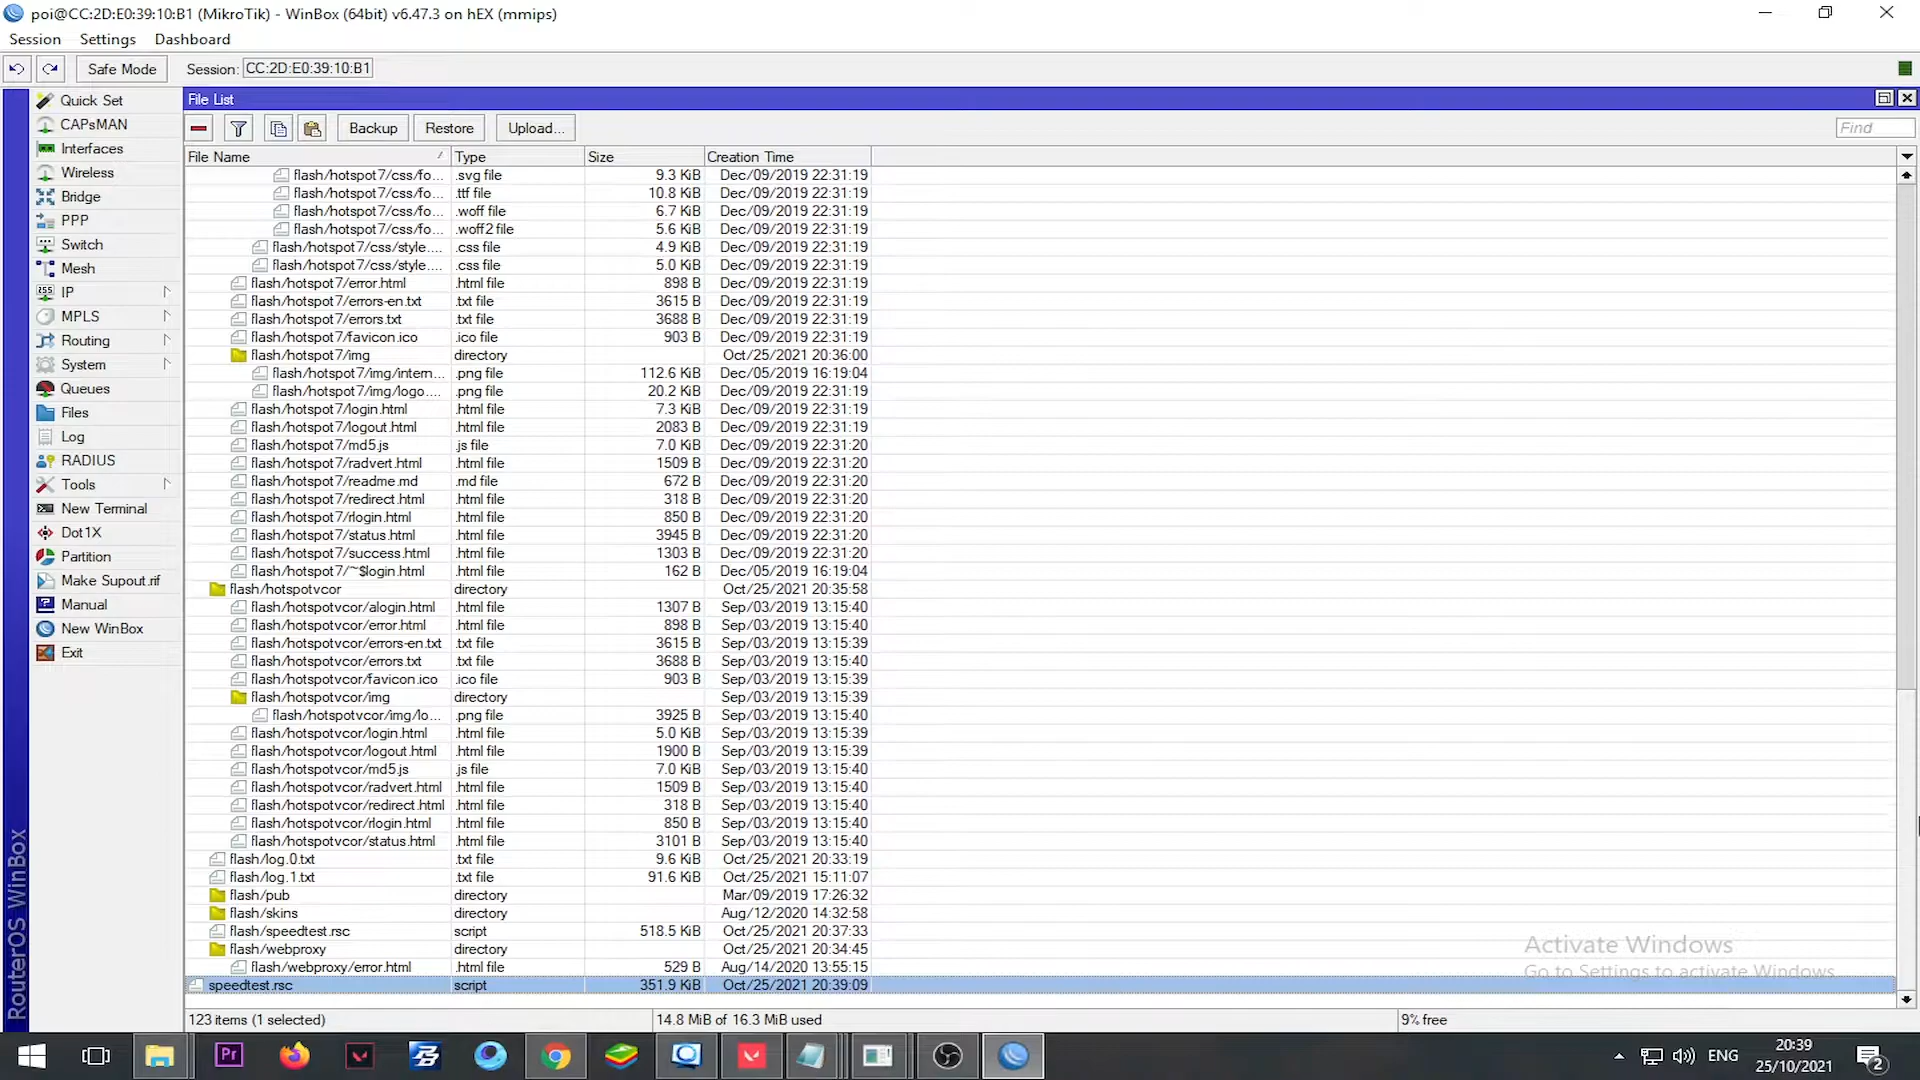 poi@CC:2D:E0:39:10:B1 (MikroTik) - WinBox (64bit) v6.47.3 on hEX (mmips)
Session Settings Dashboard
Safe Mode Session: CC:2D:E0:39:10:B1
Quick Set
CAPsMAN
Interfaces
Wireless
Bridge
PPP
Switch
Mesh
IP
MPLS
Routing
System
Queues
Files
Log
RADIUS
Tools
New Terminal
Dot1X
Partition
Make Supout.rif
Manual
New WinBox
Exit
RouterOS WinBox
File List
Backup Restore Upload... Find
File Name Type Size Creation Time
flash/hotspot7/css/fo... .svg file 9.3 KiB Dec/09/2019 22:31:19
flash/hotspot7/css/fo... .ttf file 10.8 KiB Dec/09/2019 22:31:19
flash/hotspot7/css/fo... .woff file 6.7 KiB Dec/09/2019 22:31:19
flash/hotspot7/css/fo... .woff2 file 5.6 KiB Dec/09/2019 22:31:19
flash/hotspot7/css/style.... .css file 4.9 KiB Dec/09/2019 22:31:19
flash/hotspot7/css/style.... .css file 5.0 KiB Dec/09/2019 22:31:19
flash/hotspot7/error.html .html file 898 B Dec/09/2019 22:31:19
flash/hotspot7/errors-en.txt .txt file 3615 B Dec/09/2019 22:31:19
flash/hotspot7/errors.txt .txt file 3688 B Dec/09/2019 22:31:19
flash/hotspot7/favicon.ico .ico file 903 B Dec/09/2019 22:31:19
flash/hotspot7/img directory Oct/25/2021 20:36:00
flash/hotspot7/img/intern... .png file 112.6 KiB Dec/05/2019 16:19:04
flash/hotspot7/img/logo.... .png file 20.2 KiB Dec/09/2019 22:31:19
flash/hotspot7/login.html .html file 7.3 KiB Dec/09/2019 22:31:19
flash/hotspot7/logout.html .html file 2083 B Dec/09/2019 22:31:19
flash/hotspot7/md5.js .js file 7.0 KiB Dec/09/2019 22:31:20
flash/hotspot7/radvert.html .html file 1509 B Dec/09/2019 22:31:20
flash/hotspot7/readme.md .md file 672 B Dec/09/2019 22:31:20
flash/hotspot7/redirect.html .html file 318 B Dec/09/2019 22:31:20
flash/hotspot7/rlogin.html .html file 850 B Dec/09/2019 22:31:20
flash/hotspot7/status.html .html file 3945 B Dec/09/2019 22:31:20
flash/hotspot7/success.html .html file 1303 B Dec/09/2019 22:31:20
flash/hotspot7/~$login.html .html file 162 B Dec/05/2019 16:19:04
flash/hotspotvcor directory Oct/25/2021 20:35:58
flash/hotspotvcor/alogin.html .html file 1307 B Sep/03/2019 13:15:40
flash/hotspotvcor/error.html .html file 898 B Sep/03/2019 13:15:40
flash/hotspotvcor/errors-en.txt .txt file 3615 B Sep/03/2019 13:15:39
flash/hotspotvcor/errors.txt .txt file 3688 B Sep/03/2019 13:15:40
flash/hotspotvcor/favicon.ico .ico file 903 B Sep/03/2019 13:15:39
flash/hotspotvcor/img directory Sep/03/2019 13:15:39
flash/hotspotvcor/img/lo... .png file 3925 B Sep/03/2019 13:15:40
flash/hotspotvcor/login.html .html file 5.0 KiB Sep/03/2019 13:15:39
flash/hotspotvcor/logout.html .html file 1900 B Sep/03/2019 13:15:39
flash/hotspotvcor/md5.js .js file 7.0 KiB Sep/03/2019 13:15:40
flash/hotspotvcor/radvert.html .html file 1509 B Sep/03/2019 13:15:40
flash/hotspotvcor/redirect.html .html file 318 B Sep/03/2019 13:15:40
flash/hotspotvcor/rlogin.html .html file 850 B Sep/03/2019 13:15:40
flash/hotspotvcor/status.html .html file 3101 B Sep/03/2019 13:15:40
flash/log.0.txt .txt file 9.6 KiB Oct/25/2021 20:33:19
flash/log.1.txt .txt file 91.6 KiB Oct/25/2021 15:11:07
flash/pub directory Mar/09/2019 17:26:32
flash/skins directory Aug/12/2020 14:32:58
flash/speedtest.rsc script 518.5 KiB Oct/25/2021 20:37:33
flash/webproxy directory Oct/25/2021 20:34:45
flash/webproxy/error.html .html file 529 B Aug/14/2020 13:55:15
speedtest.rsc script 351.9 KiB Oct/25/2021 20:39:09
Activate Windows
Go to Settings to activate Windows.
123 items (1 selected) 14.8 MiB of 16.3 MiB used 9% free
Pr
ENG
20:39
25/10/2021
2